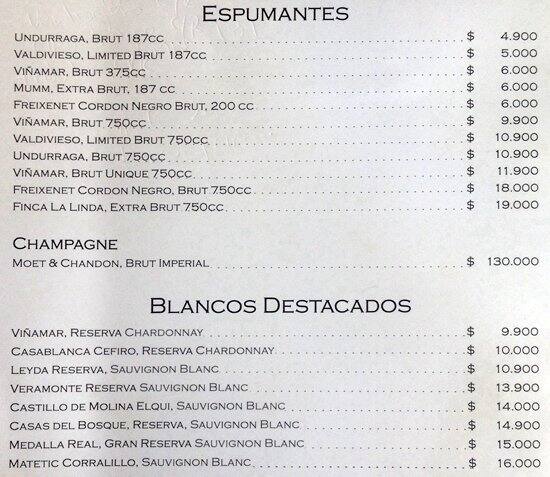 ESPUMANTES
UNDURRAGA, BRUT 187CC $ 4.900
VALDIVIESO, LIMITED BRUT 187CC $ 5.000
VIÑAMAR, BRUT 375CC $ 6.000
MUMM, EXTRA BRUT, 187 CC $ 6.000
FREIXENET CORDON NEGRO BRUT, 200 CC $ 6.000
VIÑAMAR, BRUT 750CC $ 9.900
VALDIVIESO, LIMITED BRUT 750CC $ 10.900
UNDURRAGA, BRUT 750CC $ 10.900
VIÑAMAR, BRUT UNIQUE 750CC $ 11.900
FREIXENET CORDON NEGRO, BRUT 750CC $ 18.000
FINCA LA LINDA, EXTRA BRUT 750CC $ 19.000
CHAMPAGNE
MOET & CHANDON, BRUT IMPERIAL $ 130.000
BLANCOS DESTACADOS
VIÑAMAR, RESERVA CHARDONNAY $ 9.900
CASABLANCA CEFIRO, RESERVA CHARDONNAY $ 10.000
LEYDA RESERVA, SAUVIGNON BLANC $ 10.900
VERAMONTE RESERVA SAUVIGNON BLANC $ 13.900
CASTILLO DE MOLINA ELQUI, SAUVIGNON BLANC $ 14.000
CASAS DEL BOSQUE, RESERVA, SAUVIGNON BLANC $ 14.900
MEDALLA REAL, GRAN RESERVA SAUVIGNON BLANC $ 15.000
MATETIC CORRALILLO, SAUVIGNON BLANC $ 16.000